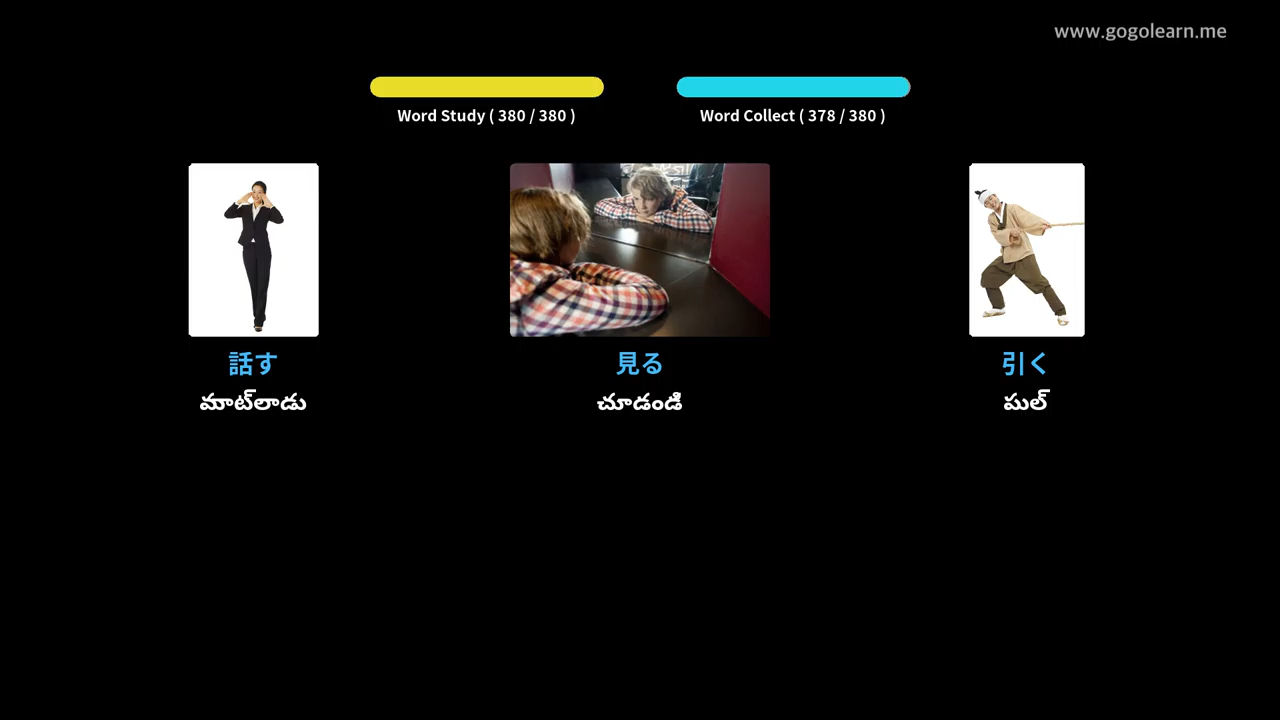 www.gogolearn.me
Word Study ( 380 / 380 )
Word Collect ( 378 / 380 )
話す
見る
引く
మాట్‌లాడు
చూడండి
పుల్